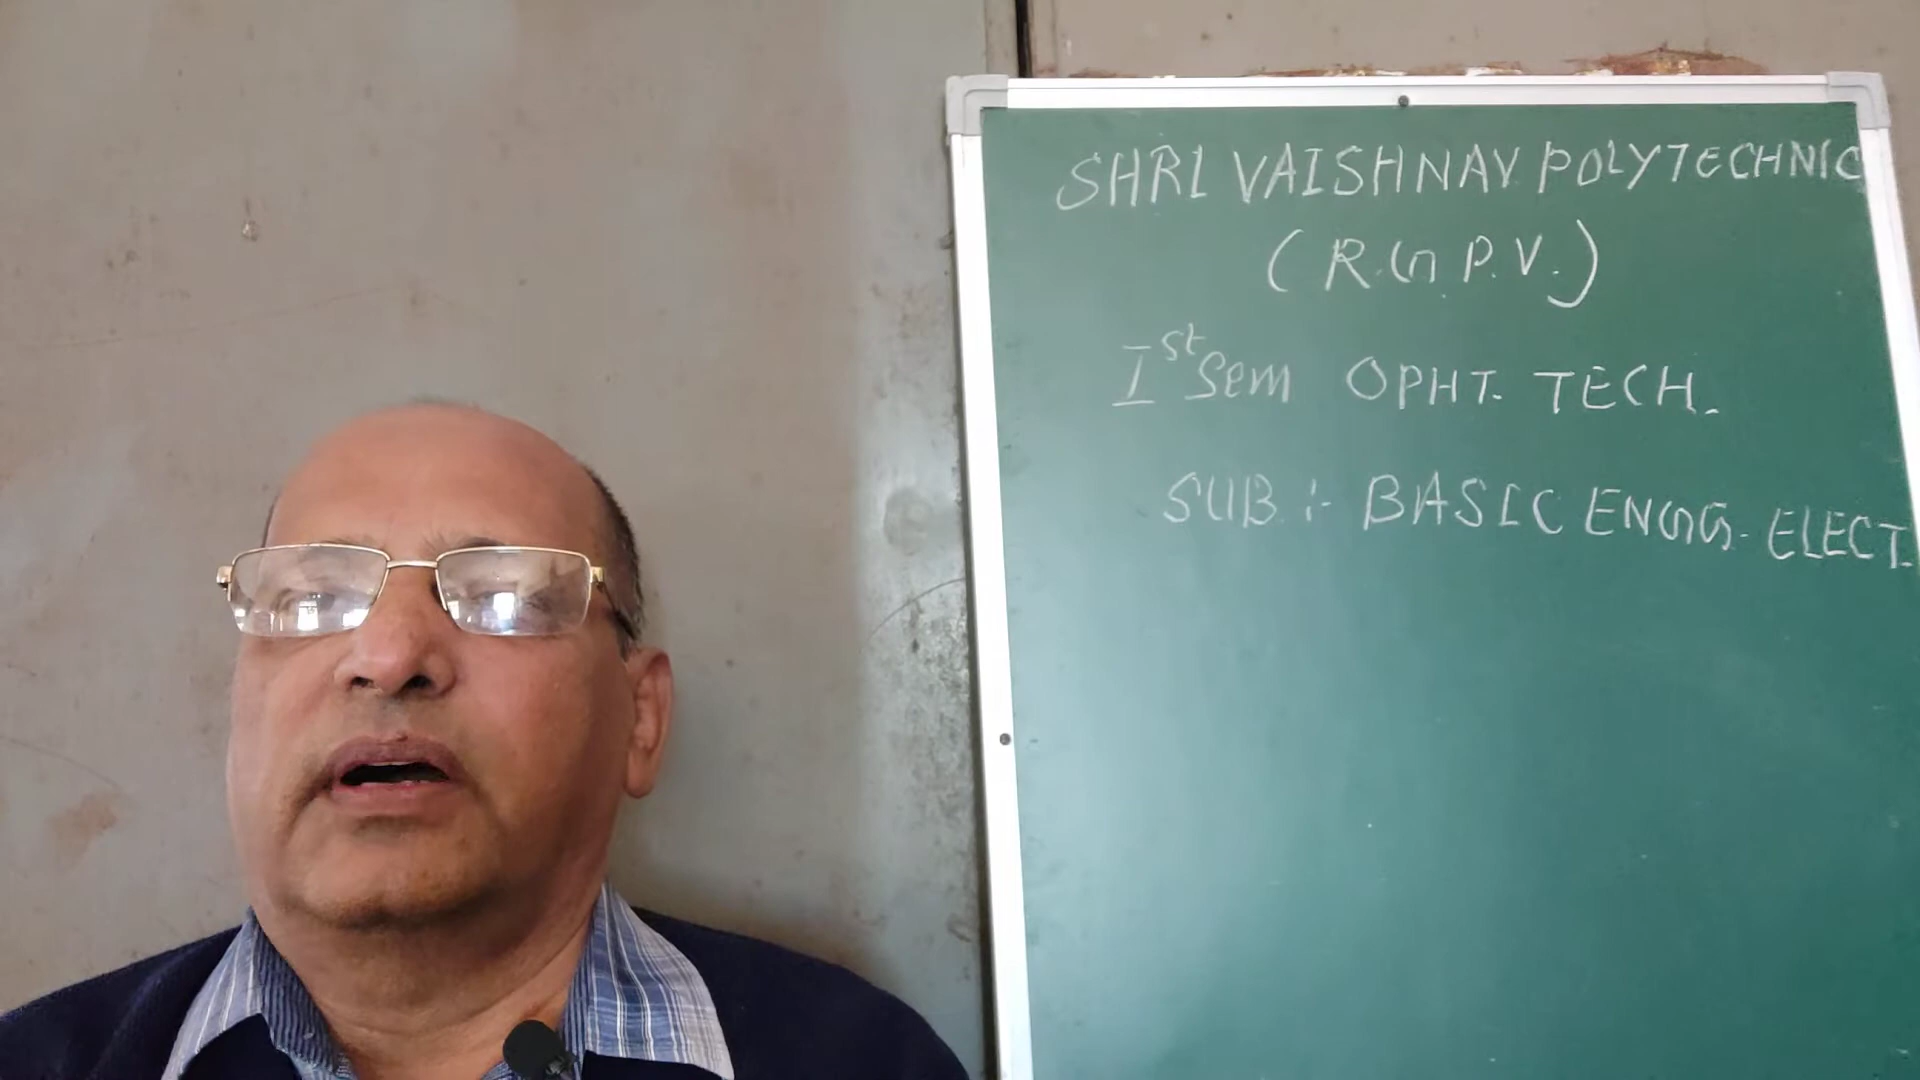 SHRI VAISHNAV POLYTECHNIC
(R.G.P.V.)
Ist Sem OPHT. TECH.
SUB :- BASIC ENGG. ELECT.